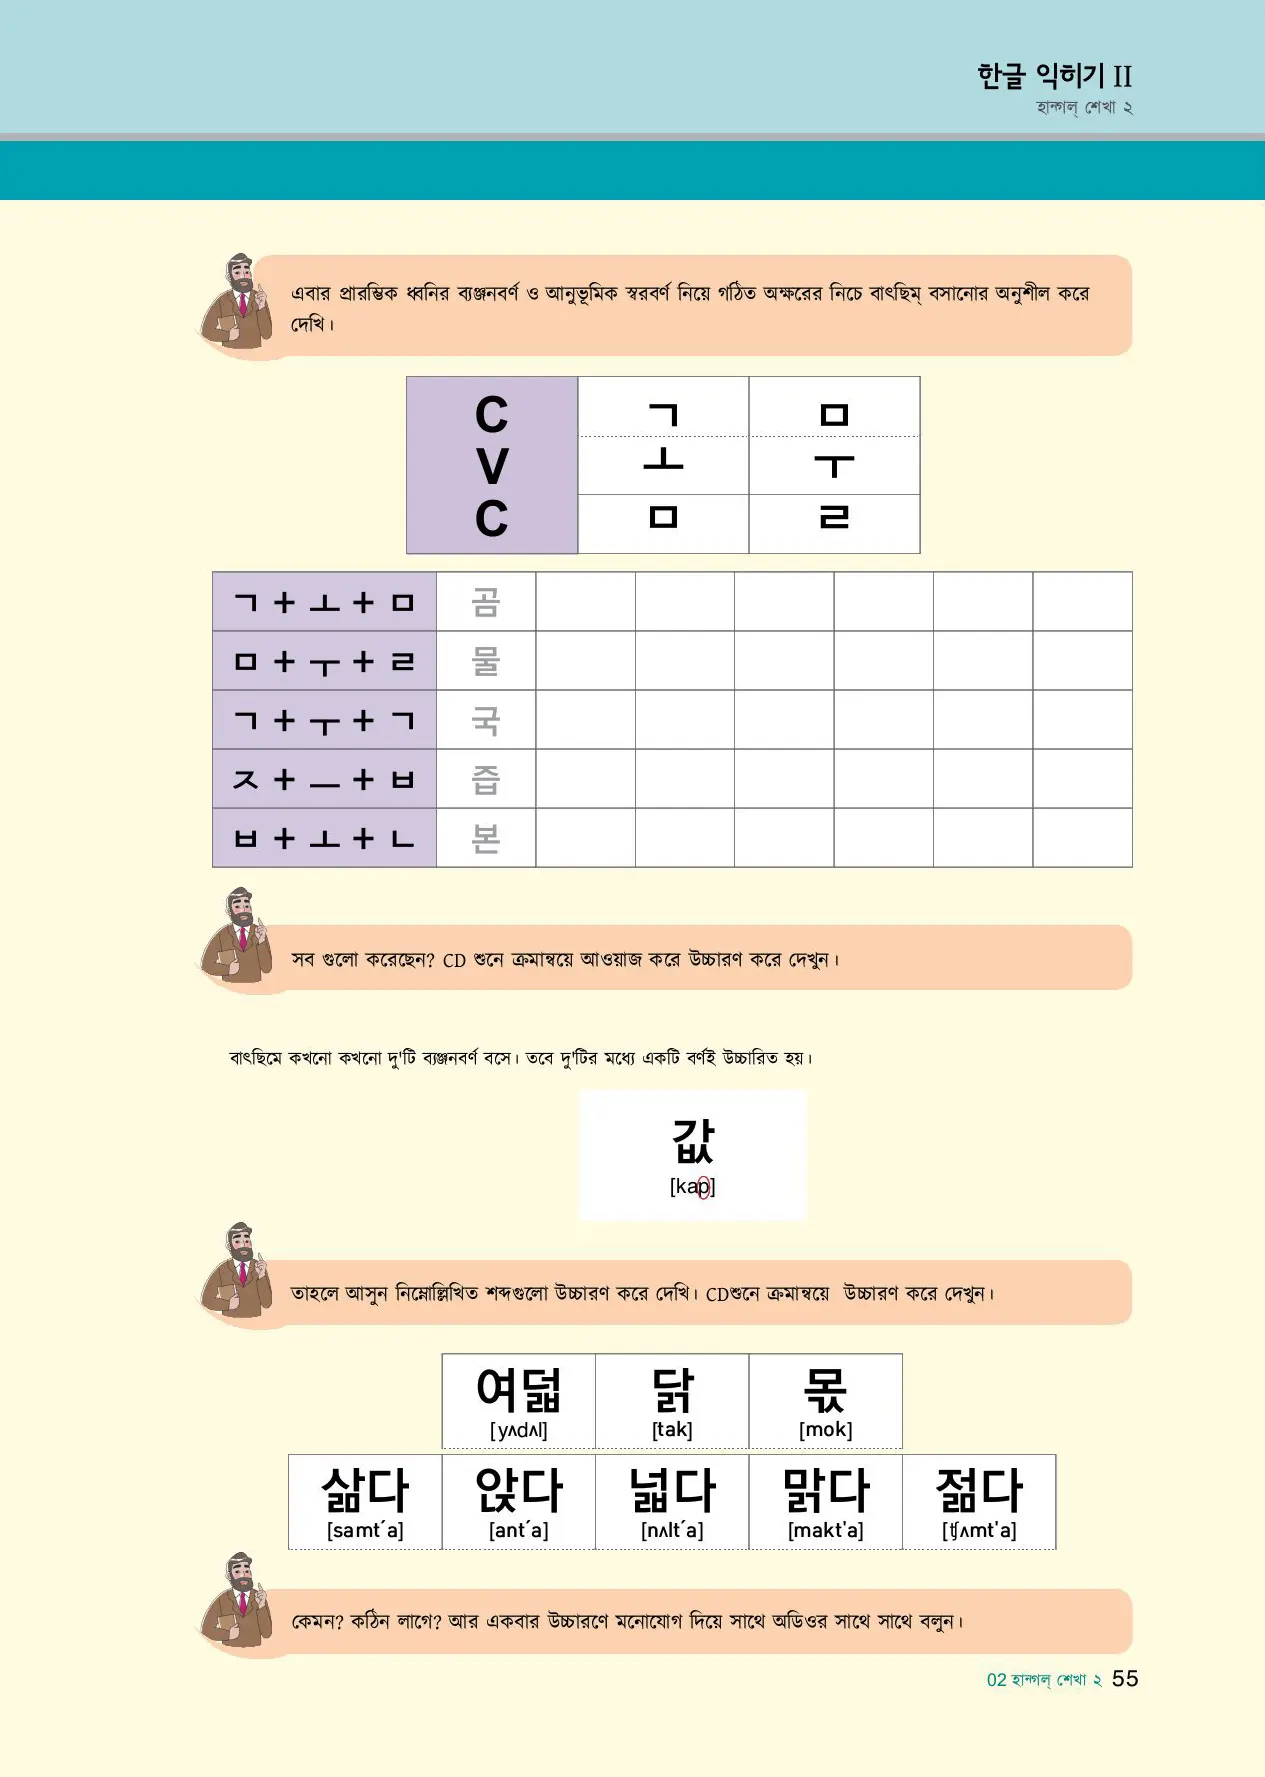 한글 익히기 II
হান্গল্ শেখা ২
এবার প্রারম্ভিক ধ্বনির ব্যঞ্জনবর্ণ ও আনুভূমিক স্বরবর্ণ নিয়ে গঠিত অক্ষরের নিচে বাৎছিম্ বসানোর অনুশীল করে
দেখি।
C ㄱ ㅁ
V ㅗ ㅜ
C ㅁ ㄹ
ㄱ + ㅗ + ㅁ 곰
ㅁ + ㅜ + ㄹ 물
ㄱ + ㅜ + ㄱ 국
ㅈ + ㅡ + ㅂ 즙
ㅂ + ㅗ + ㄴ 본
সব গুলো করেছেন? CD শুনে ক্রমান্বয়ে আওয়াজ করে উচ্চারণ করে দেখুন।
বাৎছিমে কখনো কখনো দু'টি ব্যঞ্জনবর্ণ বসে। তবে দু'টির মধ্যে একটি বর্ণই উচ্চারিত হয়।
값
[kap]
তাহলে আসুন নিম্নোল্লিখিত শব্দগুলো উচ্চারণ করে দেখি। CDশুনে ক্রমান্বয়ে উচ্চারণ করে দেখুন।
여덟 닭 몫
[yʌdʌl] [tak] [mok]
삶다 앉다 넓다 맑다 젊다
[samt´a] [ant´a] [nʌlt´a] [makt'a] [ʧʌmt'a]
কেমন? কঠিন লাগে? আর একবার উচ্চারণে মনোযোগ দিয়ে সাথে অডিওর সাথে সাথে বলুন।
02 হান্গল্ শেখা ২ 55